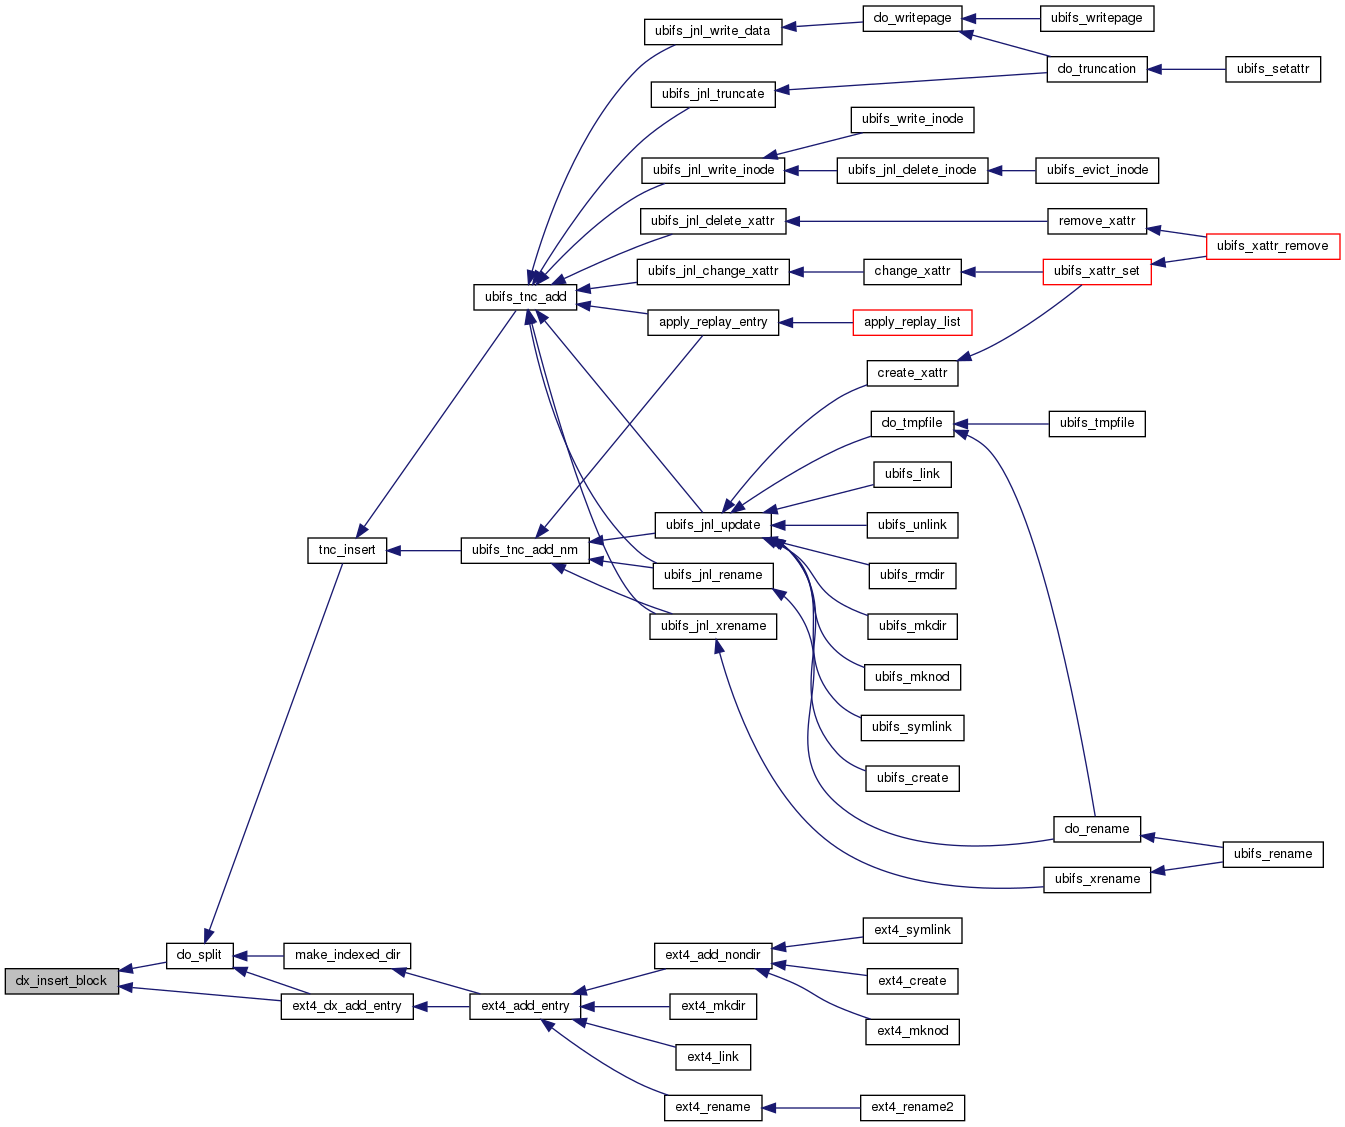 do_writepage
ubifs_writepage
ubifs_jnl_write_data
do_truncation
ubifs_setattr
ubifs_jnl_truncate
ubifs_write_inode
ubifs_jnl_write_inode
ubifs_jnl_delete_inode
ubifs_evict_inode
ubifs_jnl_delete_xattr
remove_xattr
ubifs_xattr_remove
ubifs_jnl_change_xattr
change_xattr
ubifs_xattr_set
ubifs_tnc_add
apply_replay_entry
apply_replay_list
create_xattr
do_tmpfile
ubifs_tmpfile
ubifs_link
ubifs_jnl_update
ubifs_unlink
tnc_insert
ubifs_tnc_add_nm
ubifs_jnl_rename
ubifs_rmdir
ubifs_jnl_xrename
ubifs_mkdir
ubifs_mknod
ubifs_symlink
ubifs_create
do_rename
ubifs_rename
ubifs_xrename
ext4_symlink
do_split
make_indexed_dir
ext4_add_nondir
dx_insert_block
ext4_create
ext4_dx_add_entry
ext4_add_entry
ext4_mkdir
ext4_mknod
ext4_link
ext4_rename
ext4_rename2